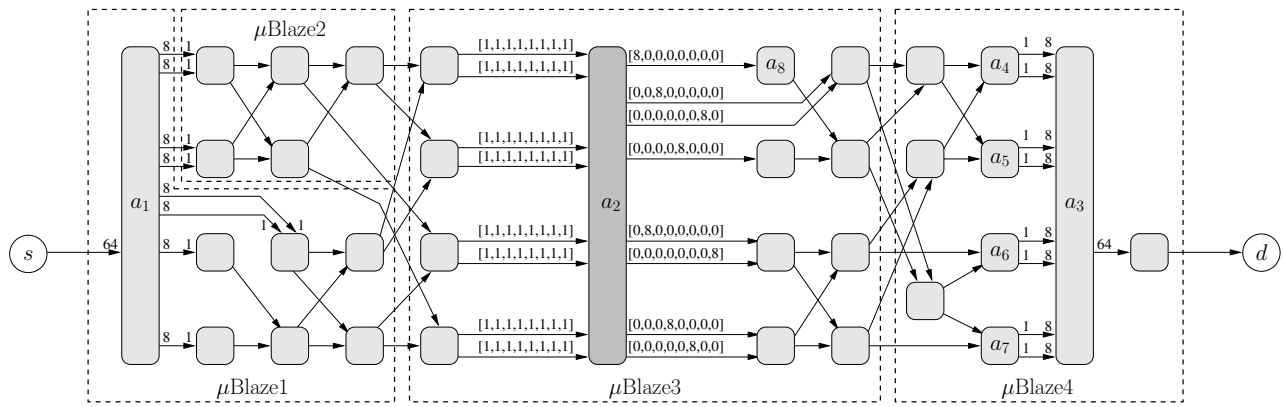 μBlaze2
8 1 [1,1,1,1,1,1,1,1] 1 8
8 1 [1,1,1,1,1,1,1,1] [8,0,0,0,0,0,0,0] a8 a4 1 8
[0,0,8,0,0,0,0,0]
[0,0,0,0,0,0,8,0]
8 1 [1,1,1,1,1,1,1,1] 1 8
8 1 [1,1,1,1,1,1,1,1] [0,0,0,0,8,0,0,0] a5 1 8
8
a1 8 a2 a3
1 1
[1,1,1,1,1,1,1,1] [0,8,0,0,0,0,0,0] 1 8
s 64 8 1 [1,1,1,1,1,1,1,1] [0,0,0,0,0,0,0,8] a6 1 8 64 d
[1,1,1,1,1,1,1,1] [0,0,0,8,0,0,0,0] 1 8
8 1 [1,1,1,1,1,1,1,1] [0,0,0,0,0,8,0,0] a7 1 8
μBlaze1 μBlaze3 μBlaze4